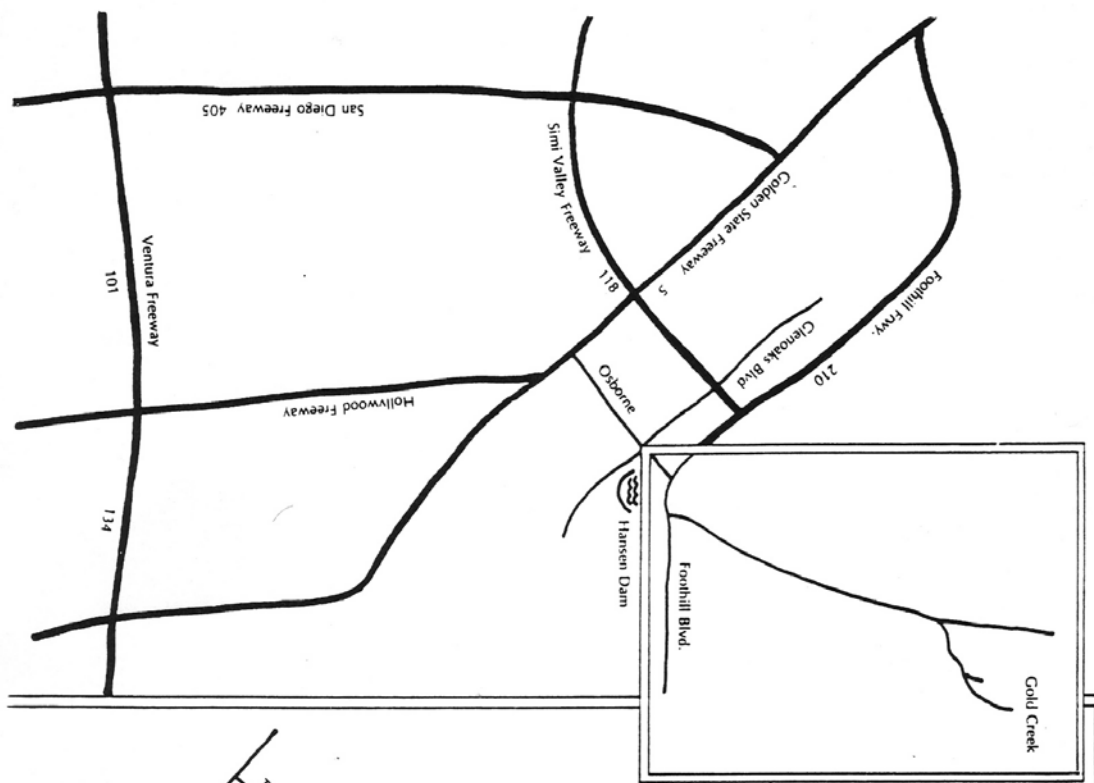 San Diego Freeway 405
Simi Valley Freeway
118
Golden State Freeway
5
Foothill Frwy.
210
Glenoaks Blvd
Osborne
Ventura Freeway
101
Hollywood Freeway
134
Hansen Dam
Foothill Blvd.
Gold Creek